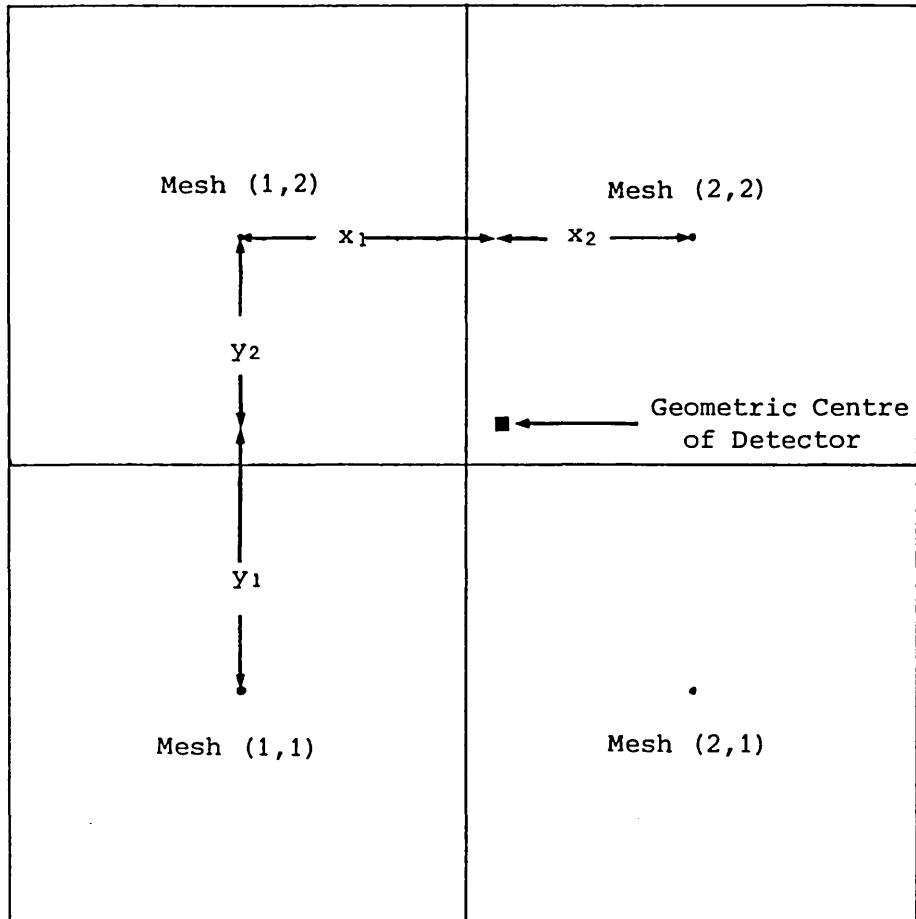 Mesh (1,2)
Mesh (2,2)
x1
x2
y2
Geometric Centre
of Detector
y1
Mesh (1,1)
Mesh (2,1)